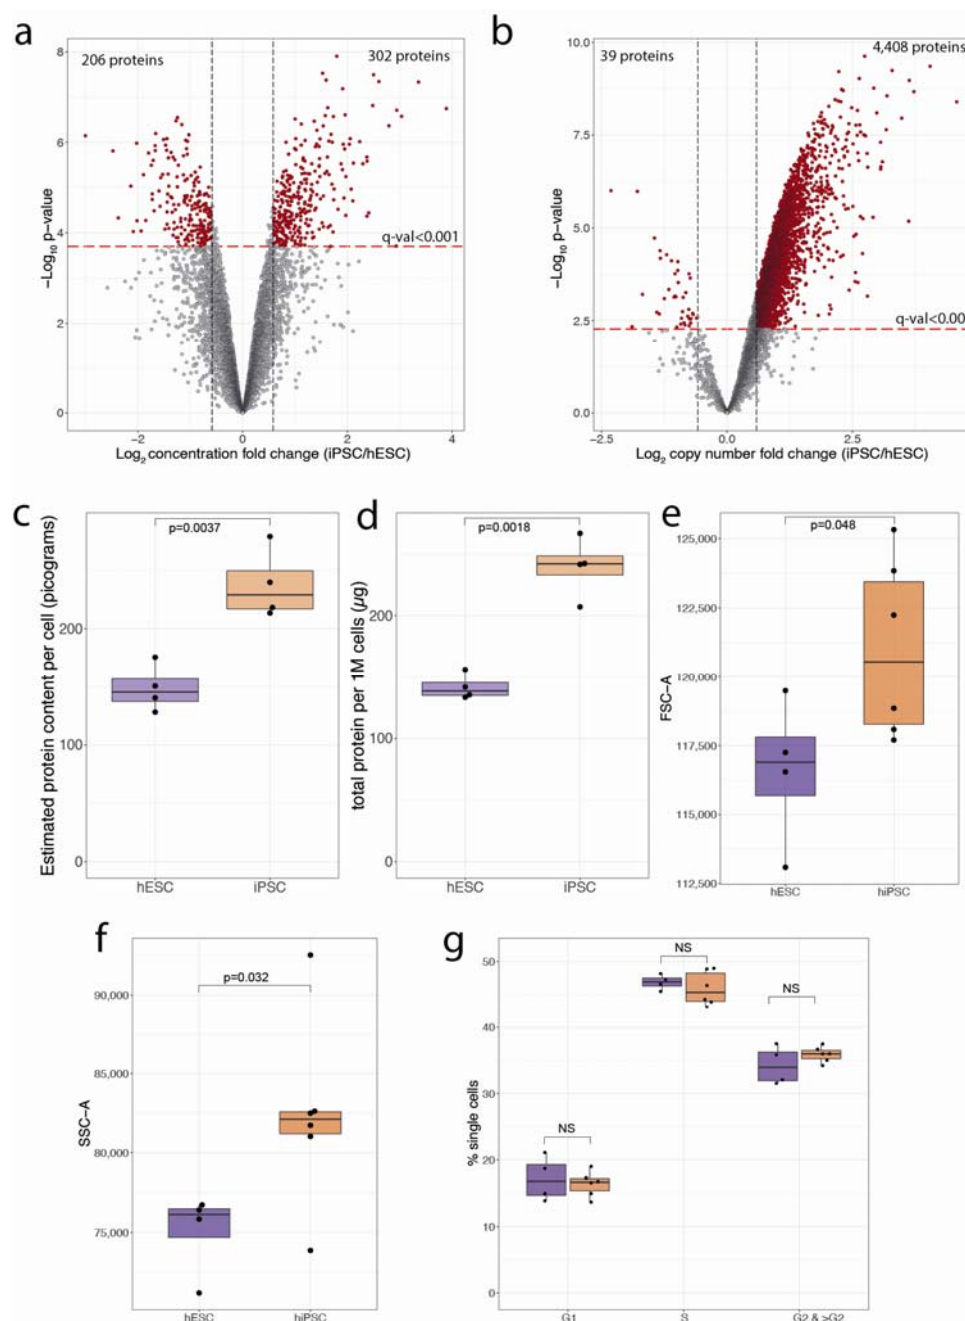 a
206 proteins
302 proteins
8
6
4
2
0
q-val<0.001
−Log10 p−value
−2
0
2
4
Log2 concentration fold change (iPSC/hESC)
b
39 proteins
4,408 proteins
10.0
7.5
5.0
2.5
0.0
q-val<0.00
−Log10 p−value
−2.5
0.0
2.5
Log2 copy number fold change (iPSC/hESC)
c
p=0.0037
Estimated protein content per cell (picograms)
200
100
0
hESC
iPSC
d
p=0.0018
total protein per 1M cells (µg)
200
100
0
hESC
iPSC
e
p=0.048
FSC−A
125,000
122,500
120,000
117,500
115,000
112,500
hESC
hiPSC
f
p=0.032
SSC−A
90,000
85,000
80,000
75,000
hESC
hiPSC
g
NS
NS
NS
% single cells
50
40
30
20
10
0
G1
S
G2 & >G2